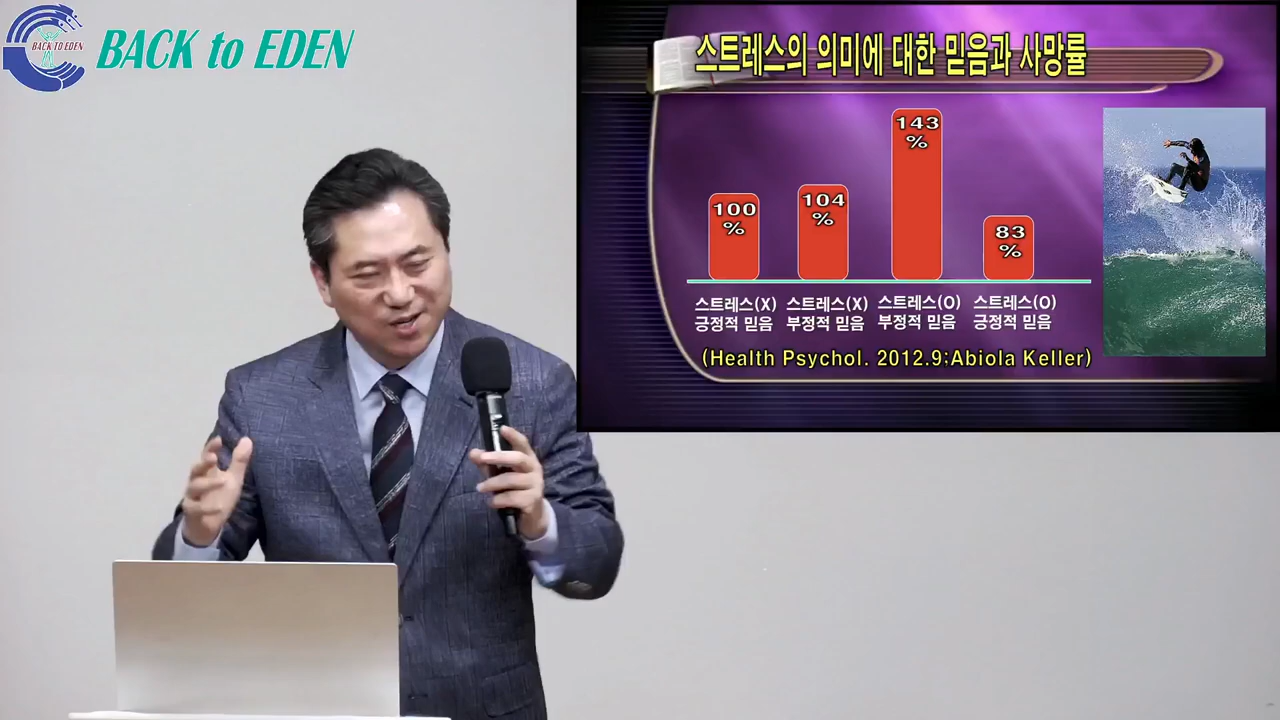 BACK TO EDEN
BACK to EDEN
스트레스의 의미에 대한 믿음과 사망률
100
%
104
%
143
%
83
%
스트레스(X)
긍정적 믿음
스트레스(X)
부정적 믿음
스트레스(O)
부정적 믿음
스트레스(O)
긍정적 믿음
(Health Psychol. 2012.9;Abiola Keller)